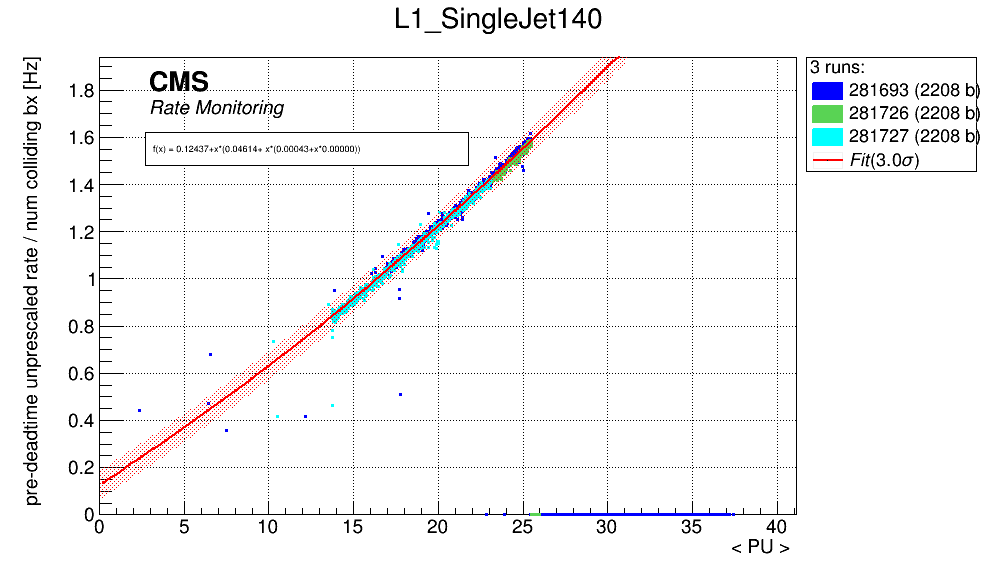 L1_SingleJet140
pre-deadtime unprescaled rate / num colliding bx [Hz]
CMS
Rate Monitoring
f(x) = 0.12437+x*(0.04614+ x*(0.00043+x*0.00000))
1.8
1.6
1.4
1.2
1
0.8
0.6
0.4
0.2
0
0 5 10 15 20 25 30 35 40
< PU >
3 runs:
281693 (2208 b)
281726 (2208 b)
281727 (2208 b)
Fit(3.0σ)